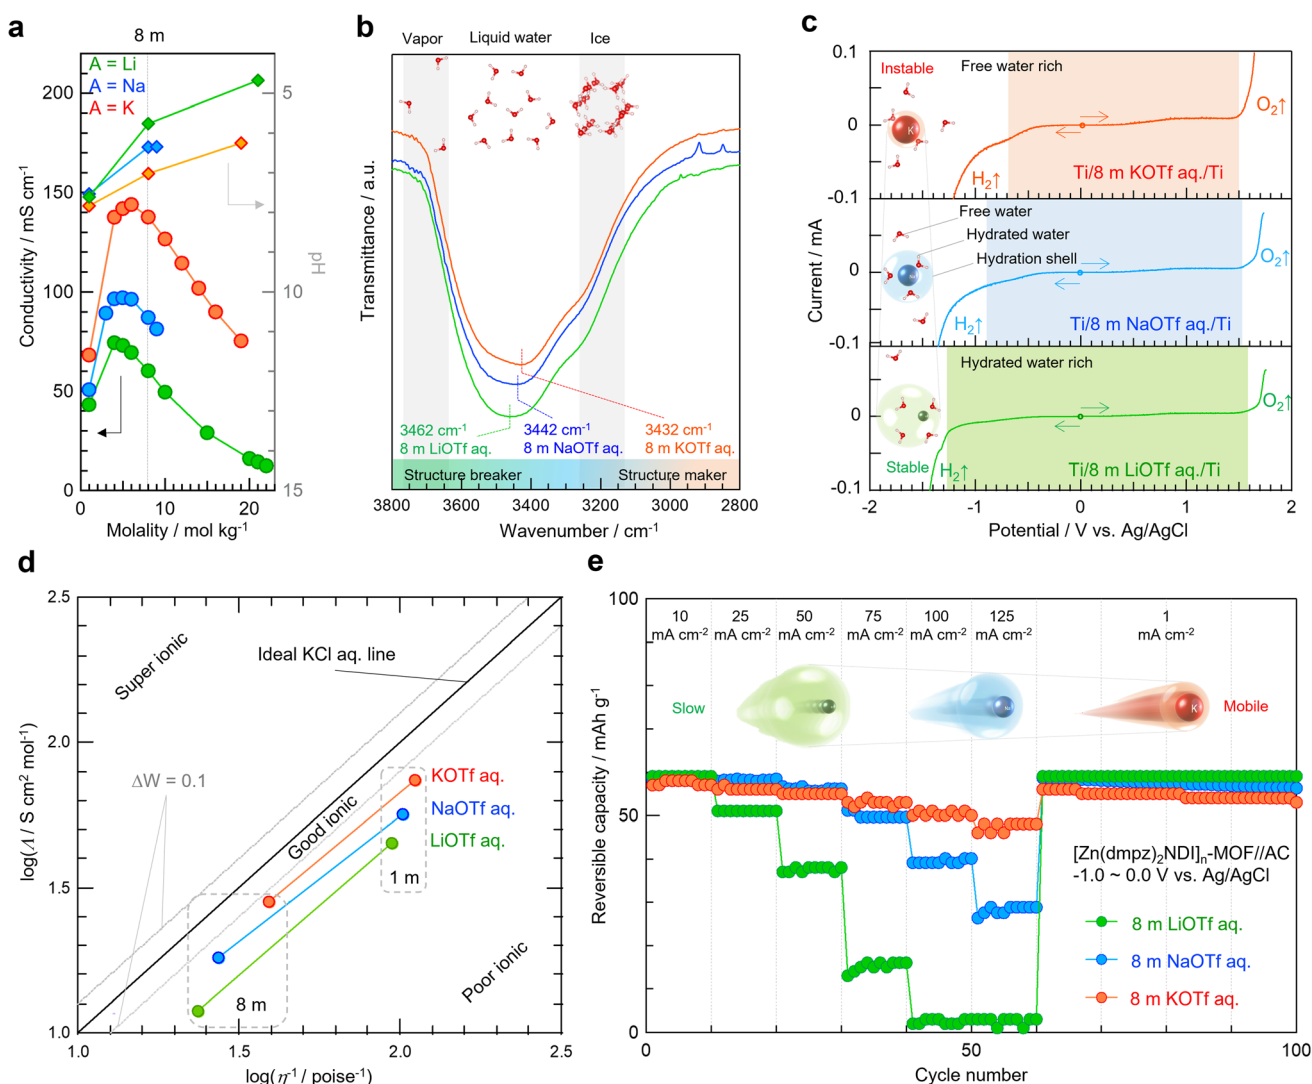 a
8 m
A = Li
A = Na
A = K
200
150
100
50
0
5
10
15
Conductivity / mS cm-1
pH
0
10
20
Molality / mol kg-1
b
Vapor
Liquid water
Ice
Transmittance / a.u.
3462 cm-1
8 m LiOTf aq.
3442 cm-1
8 m NaOTf aq.
3432 cm-1
8 m KOTf aq.
Structure breaker
Structure maker
3800
3600
3400
3200
3000
2800
Wavenumber / cm-1
c
0.1
0
-0.1
Instable
Free water rich
K
O2↑
H2↑
Ti/8 m KOTf aq./Ti
0.1
0
-0.1
Free water
Hydrated water
Hydration shell
O2↑
H2↑
Ti/8 m NaOTf aq./Ti
Current / mA
0.1
0
-0.1
Hydrated water rich
Stable
O2↑
H2↑
Ti/8 m LiOTf aq./Ti
-2
-1
0
1
2
Potential / V vs. Ag/AgCl
d
2.5
2.0
1.5
1.0
log(Λ / S cm2 mol-1)
Super ionic
Ideal KCl aq. line
ΔW = 0.1
Good ionic
KOTf aq.
NaOTf aq.
LiOTf aq.
1 m
8 m
Poor ionic
1.0
1.5
2.0
2.5
log(η-1 / poise-1)
e
100
50
0
Reversible capacity / mAh g-1
10
mA cm-2
25
mA cm-2
50
mA cm-2
75
mA cm-2
100
mA cm-2
125
mA cm-2
1
mA cm-2
Slow
K
Mobile
[Zn(dmpz)2NDI]n-MOF//AC
-1.0 ~ 0.0 V vs. Ag/AgCl
8 m LiOTf aq.
8 m NaOTf aq.
8 m KOTf aq.
0
50
100
Cycle number